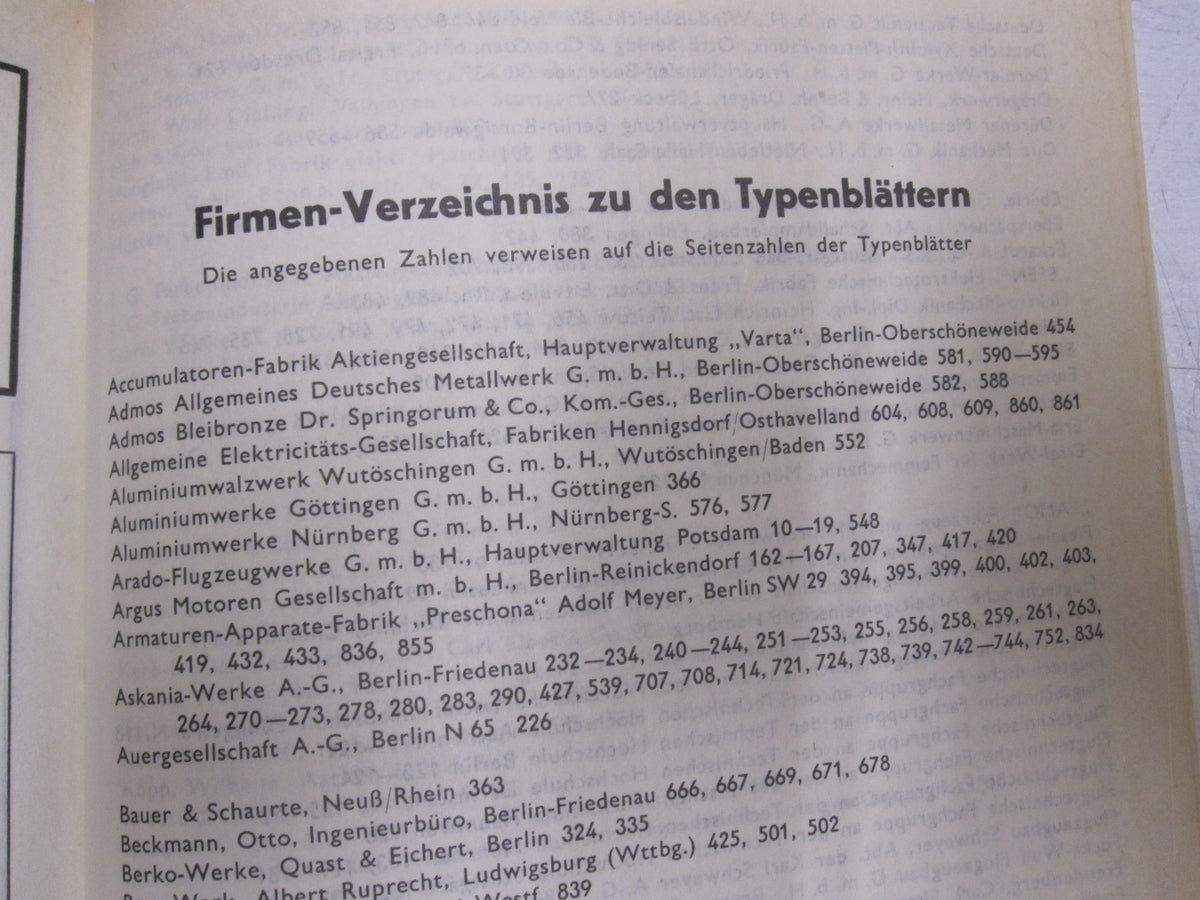 Firmen-Verzeichnis zu den Typenblättern
Die angegebenen Zahlen verweisen auf die Seitenzahlen der Typenblätter
Accumulatoren-Fabrik Aktiengesellschaft, Hauptverwaltung „Varta“, Berlin-Oberschöneweide 454
Admos Allgemeines Deutsches Metallwerk G. m. b. H., Berlin-Oberschöneweide 581, 590—595
Admos Bleibronze Dr. Springorum & Co., Kom.-Ges., Berlin-Oberschöneweide 582, 588
Allgemeine Elektricitäts-Gesellschaft, Fabriken Hennigsdorf/Osthavelland 604, 608, 609, 860, 861
Aluminiumwalzwerk Wutöschingen G. m. b. H., Wutöschingen/Baden 552
Aluminiumwerke Göttingen G. m. b. H., Göttingen 366
Aluminiumwerke Nürnberg G. m. b. H., Nürnberg-S. 576, 577
Arado-Flugzeugwerke G. m. b. H., Hauptverwaltung Potsdam 10—19, 548
Argus Motoren Gesellschaft m. b. H., Berlin-Reinickendorf 162—167, 207, 347, 417, 420
Armaturen-Apparate-Fabrik „Preschona“ Adolf Meyer, Berlin SW 29 394, 395, 399, 400, 402, 403,
419, 432, 433, 836, 855
Askania-Werke A.-G., Berlin-Friedenau 232—234, 240—244, 251—253, 255, 256, 258, 259, 261, 263,
264, 270—273, 278, 280, 283, 290, 427, 539, 707, 708, 714, 721, 724, 738, 739, 742—744, 752, 834
Auergesellschaft A.-G., Berlin N 65 226
Bauer & Schaurte, Neuß/Rhein 363
Beckmann, Otto, Ingenieurbüro, Berlin-Friedenau 666, 667, 669, 671, 678
Berko-Werke, Quast & Eichert, Berlin 324, 335
Werk, Albert Ruprecht, Ludwigsburg (Wttbg.) 425, 501, 502
Westf. 839